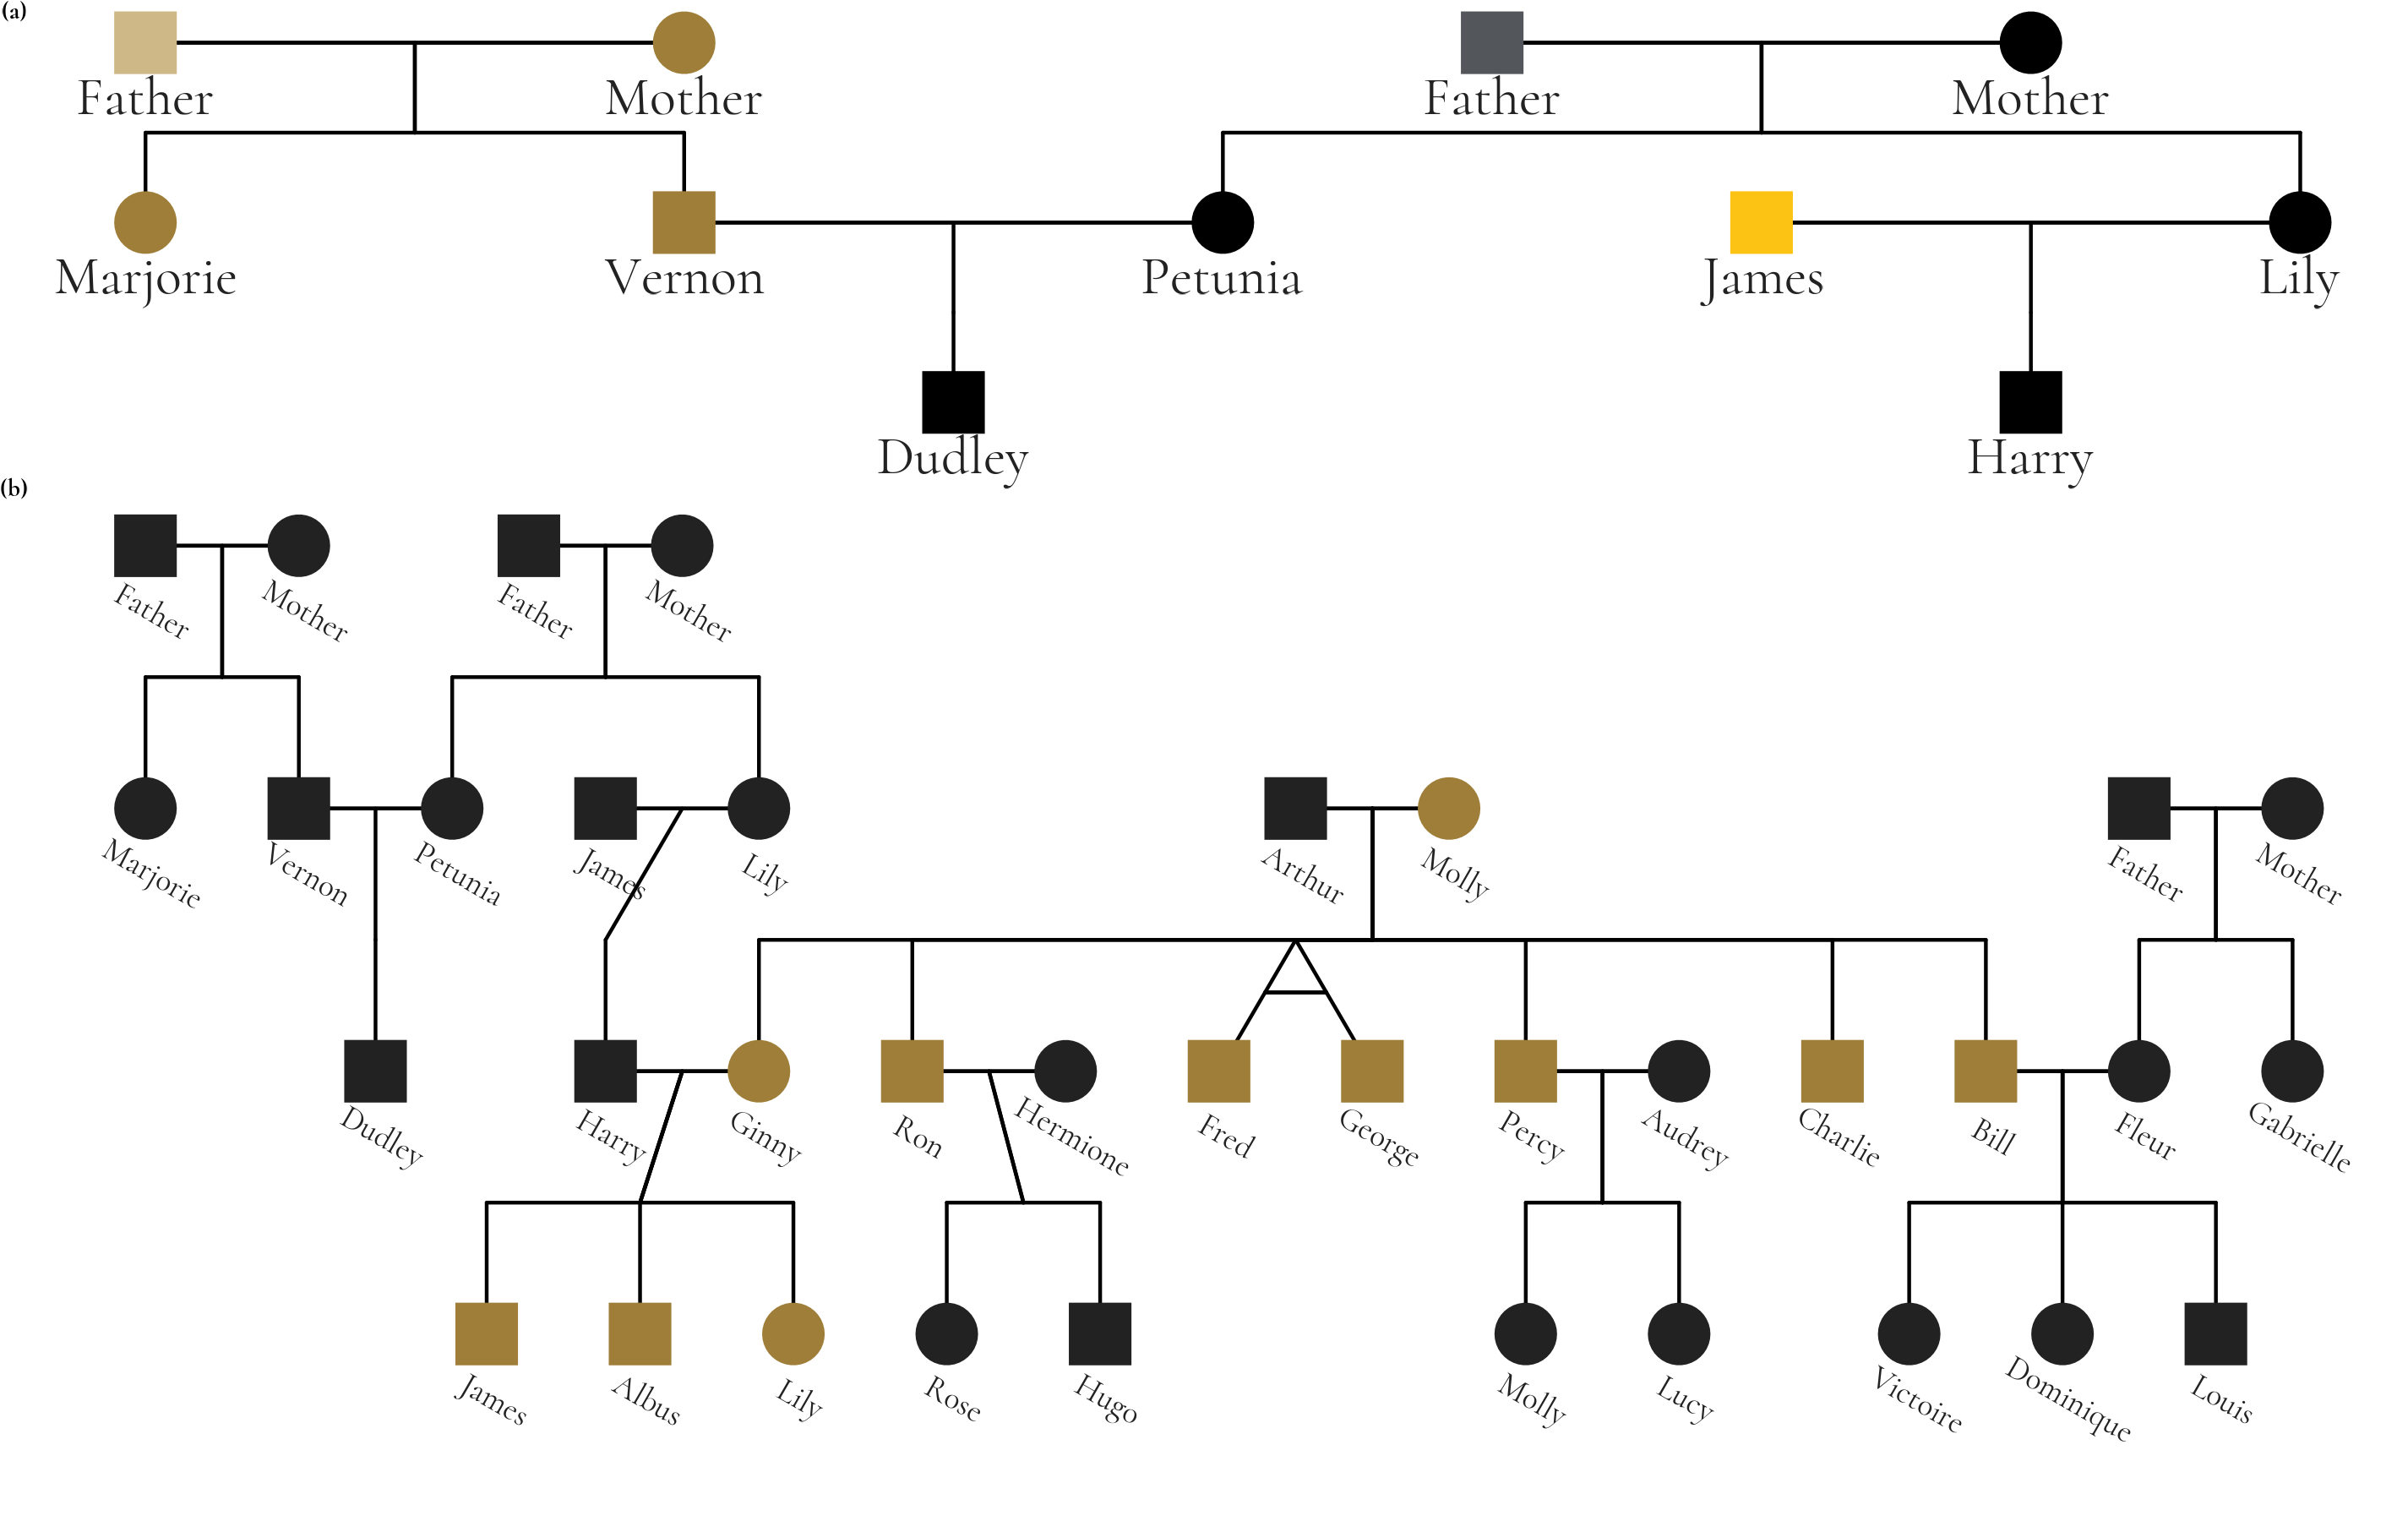 (a)
Father Mother Father Mother
Marjorie Vernon Petunia James Lily
Dudley Harry
(b)
Father Mother Father Mother
Marjorie Vernon Petunia James Lily Arthur Molly Father Mother
Dudley Harry Ginny Ron Hermione Fred George Percy Audrey Charlie Bill Fleur Gabrielle
James Albus Lily Rose Hugo Molly Lucy Victoire Dominique Louis